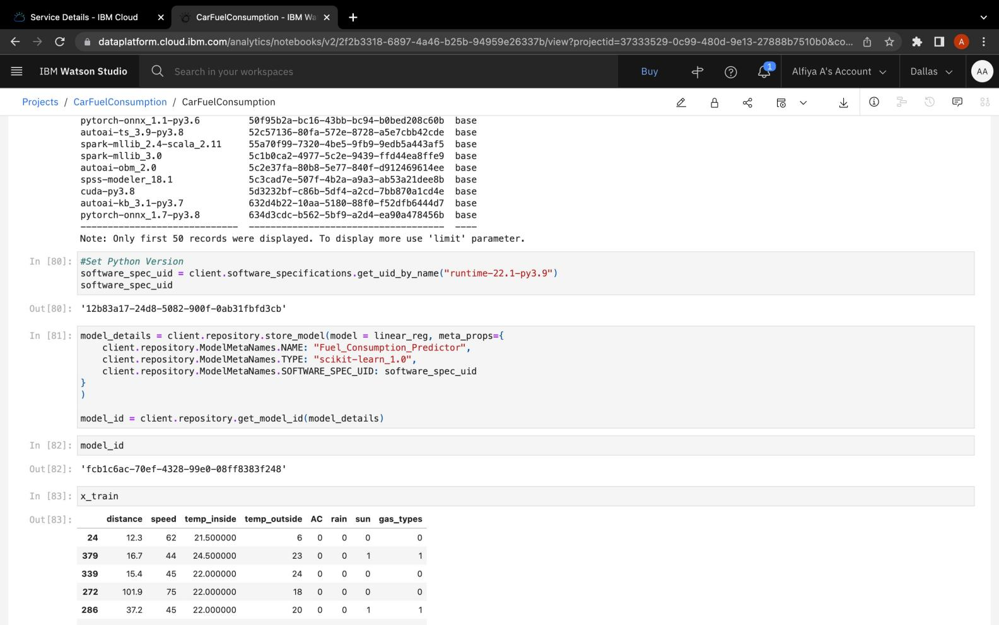 Service Details - IBM Cloud
CarFuelConsumption - IBM Wa
dataplatform.cloud.ibm.com/analytics/notebooks/v2/2f2b3318-6897-4a46-b25b-94959e26337b/view?projectid=37333529-0c99-480d-9e13-27888b7510b0&co...
A
IBM Watson Studio
Search in your workspaces
Buy
1
Alfiya A's Account
Dallas
AA
Projects / CarFuelConsumption / CarFuelConsumption
pytorch-onnx_1.1-py3.6 50f95b2a-bc16-43bb-bc94-b0bed208c60b base
autoai-ts_3.9-py3.8 52c57136-80fa-572e-8728-a5e7cbb42cde base
spark-mllib_2.4-scala_2.11 55a70f99-7320-4be5-9fb9-9edb5a443af5 base
spark-mllib_3.0 5c1b0ca2-4977-5c2e-9439-ffd44ea8ffe9 base
autoai-obm_2.0 5c2e37fa-80b8-5e77-840f-d912469614ee base
spss-modeler_18.1 5c3cad7e-507f-4b2a-a9a3-ab53a21dee8b base
cuda-py3.8 5d3232bf-c86b-5df4-a2cd-7bb870a1cd4e base
autoai-kb_3.1-py3.7 632d4b22-10aa-5180-88f0-f52dfb6444d7 base
pytorch-onnx_1.7-py3.8 634d3cdc-b562-5bf9-a2d4-ea90a478456b base
----------------------------- ------------------------------------ ----
Note: Only first 50 records were displayed. To display more use 'limit' parameter.
In [80]: #Set Python Version
software_spec_uid = client.software_specifications.get_uid_by_name("runtime-22.1-py3.9")
software_spec_uid
Out[80]: '12b83a17-24d8-5082-900f-0ab31fbfd3cb'
In [81]: model_details = client.repository.store_model(model = linear_reg, meta_props={
client.repository.ModelMetaNames.NAME: "Fuel_Consumption_Predictor",
client.repository.ModelMetaNames.TYPE: "scikit-learn_1.0",
client.repository.ModelMetaNames.SOFTWARE_SPEC_UID: software_spec_uid
}
)
model_id = client.repository.get_model_id(model_details)
In [82]: model_id
Out[82]: 'fcb1c6ac-70ef-4328-99e0-08ff8383f248'
In [83]: x_train
Out[83]:
distance speed temp_inside temp_outside AC rain sun gas_types
24 12.3 62 21.500000 6 0 0 0 0
379 16.7 44 24.500000 23 0 0 1 1
339 15.4 45 22.000000 24 0 0 0 0
272 101.9 75 22.000000 18 0 0 0 0
286 37.2 45 22.000000 20 0 0 1 1